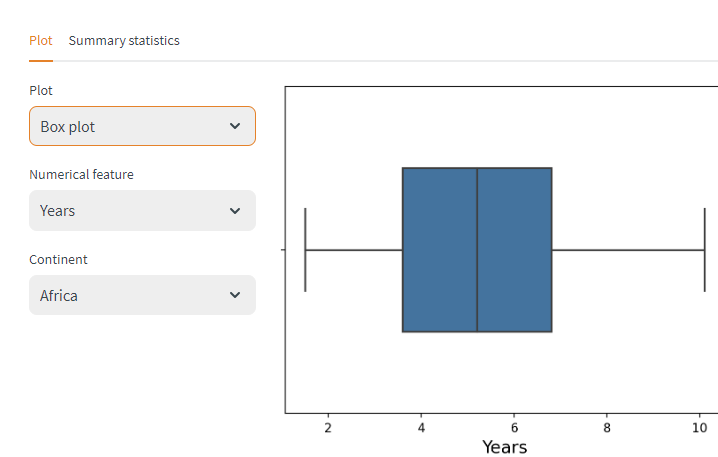 Plot Summary statistics
Plot
Box plot
Numerical feature
Years
Continent
Africa
2 4 6 8 10
Years